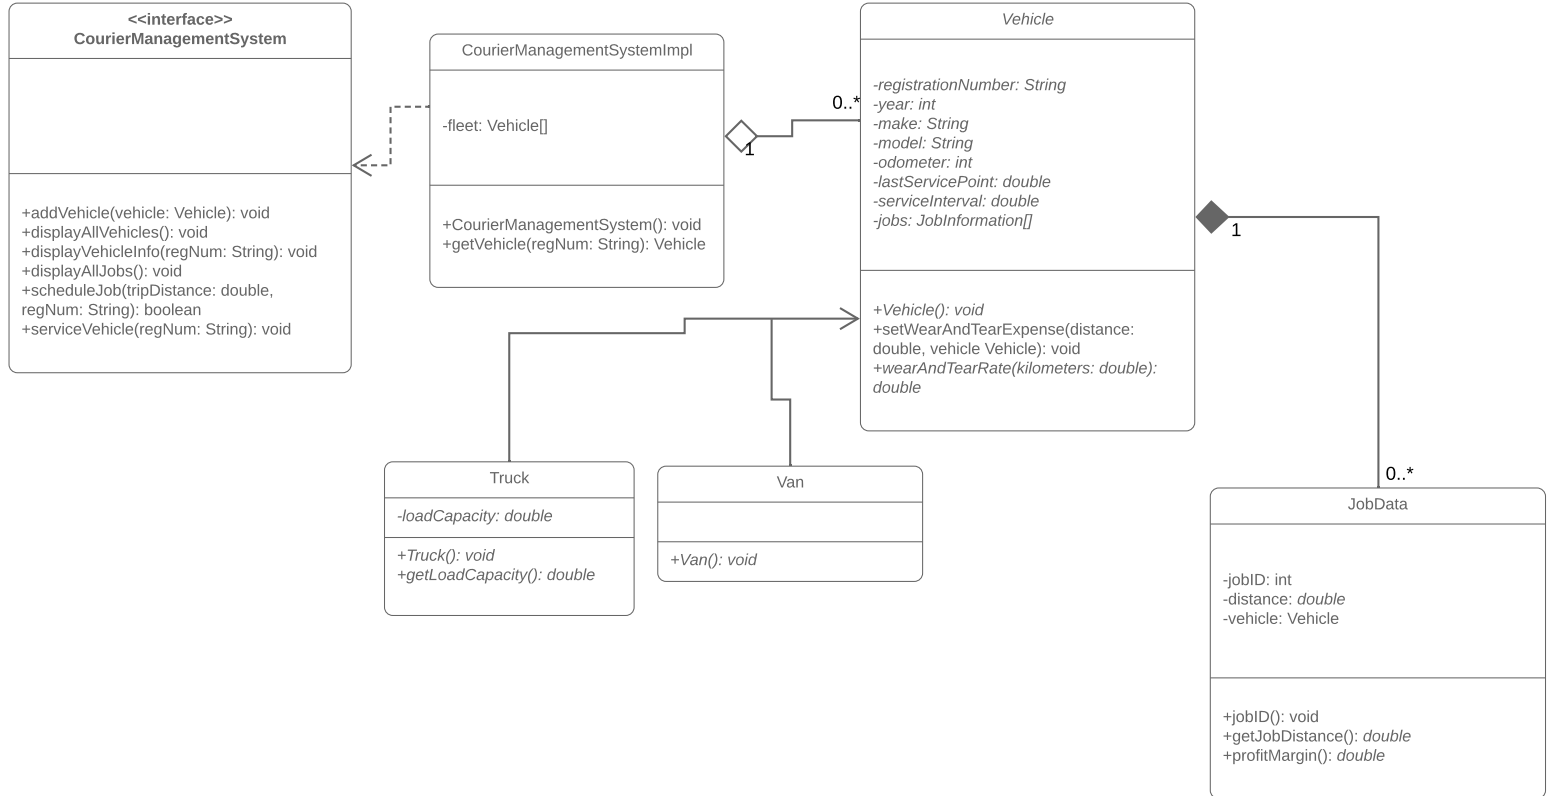 <<interface>>
CourierManagementSystem
+addVehicle(vehicle: Vehicle): void
+displayAllVehicles(): void
+displayVehicleInfo(regNum: String): void
+displayAllJobs(): void
+scheduleJob(tripDistance: double,
regNum: String): boolean
+serviceVehicle(regNum: String): void
CourierManagementSystemImpl
-fleet: Vehicle[]
+CourierManagementSystem(): void
+getVehicle(regNum: String): Vehicle
1
0..*
Vehicle
-registrationNumber: String
-year: int
-make: String
-model: String
-odometer: int
-lastServicePoint: double
-serviceInterval: double
-jobs: JobInformation[]
+Vehicle(): void
+setWearAndTearExpense(distance:
double, vehicle Vehicle): void
+wearAndTearRate(kilometers: double):
double
1
0..*
Truck
-loadCapacity: double
+Truck(): void
+getLoadCapacity(): double
Van
+Van(): void
JobData
-jobID: int
-distance: double
-vehicle: Vehicle
+jobID(): void
+getJobDistance(): double
+profitMargin(): double